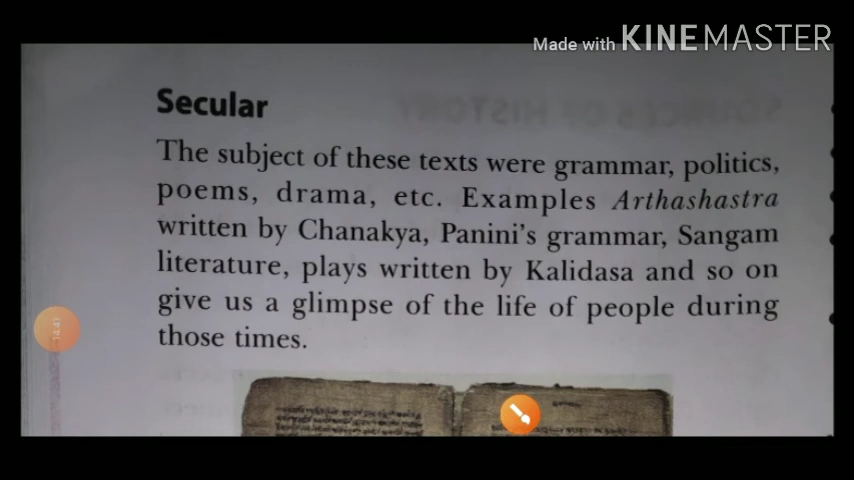 Made with KINEMASTER
Secular
The subject of these texts were grammar, politics,
poems, drama, etc. Examples Arthashastra
written by Chanakya, Panini's grammar, Sangam
literature, plays written by Kalidasa and so on
give us a glimpse of the life of people during
those times.
14:41